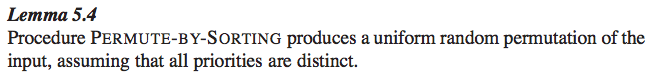 Lemma 5.4
Procedure PERMUTE-BY-SORTING produces a uniform random permutation of the
input, assuming that all priorities are distinct.